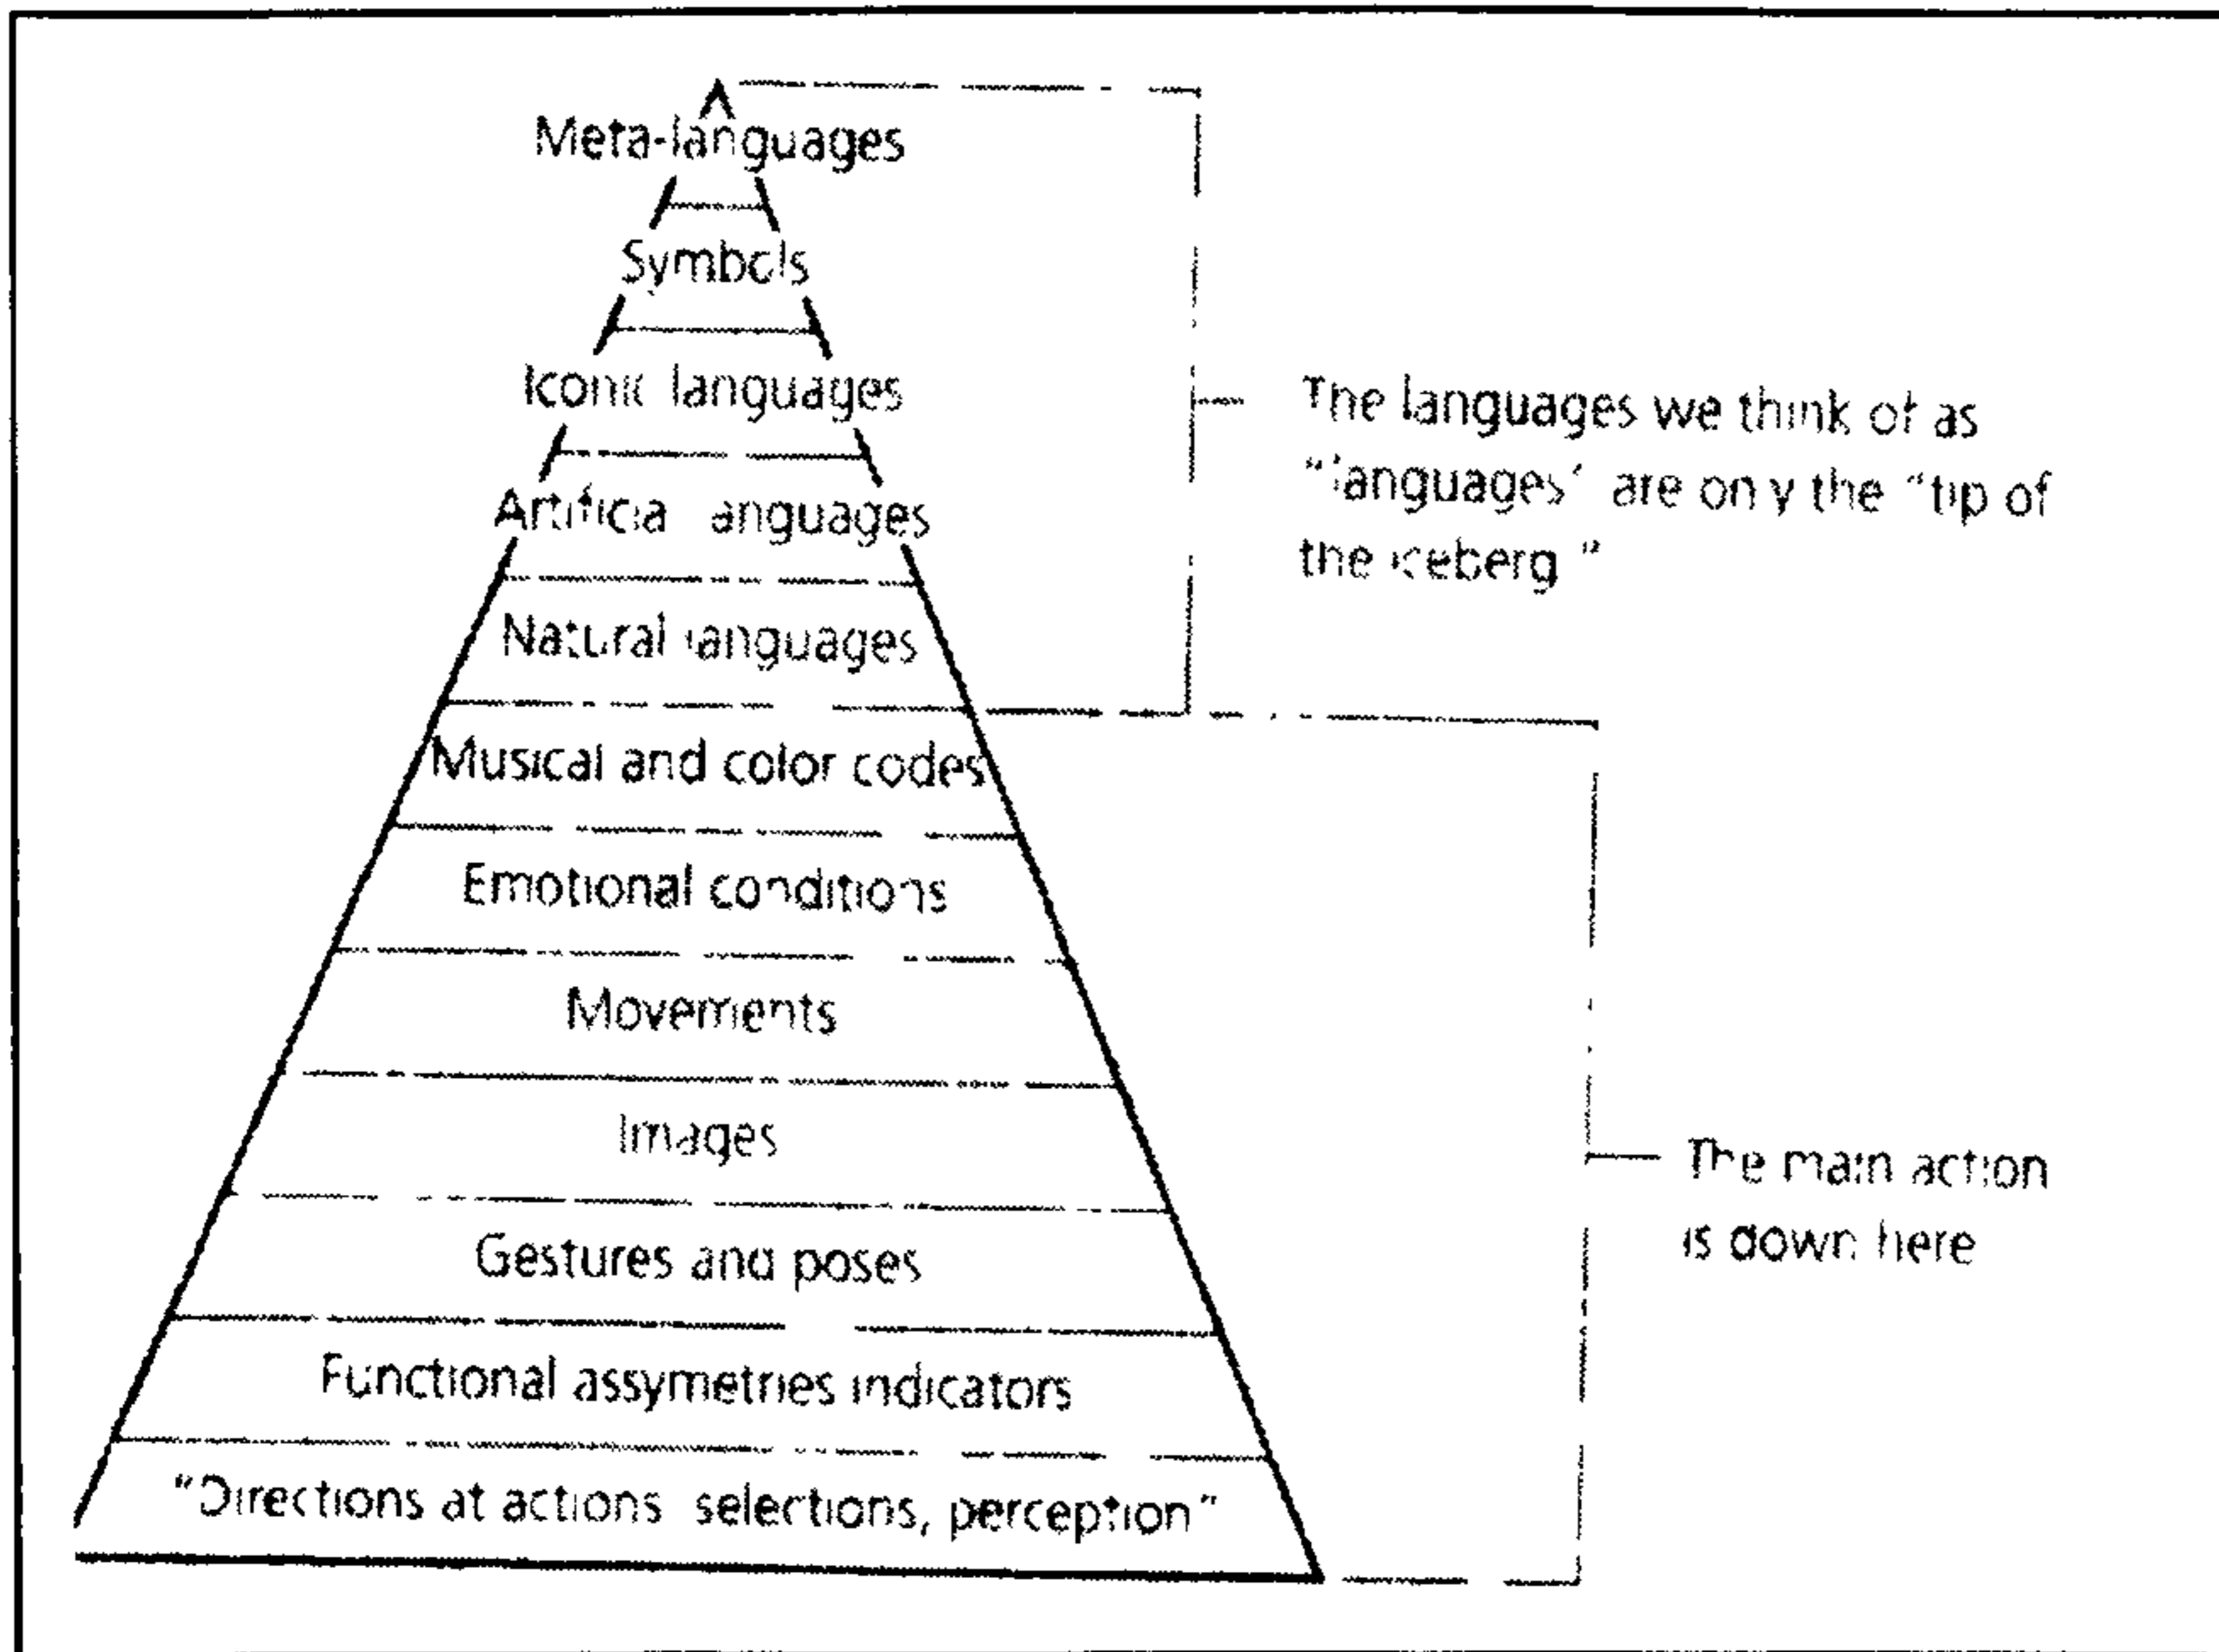 Meta-languages
Symbols
Iconic languages
Artificial languages
Natural languages
Musical and color codes
Emotional conditions
Movements
Images
Gestures and poses
Functional assymetries indicators
"Directions at actions selections, perception"
The languages we think of as
"languages" are only the "tip of
the iceberg"
The main action
is down here